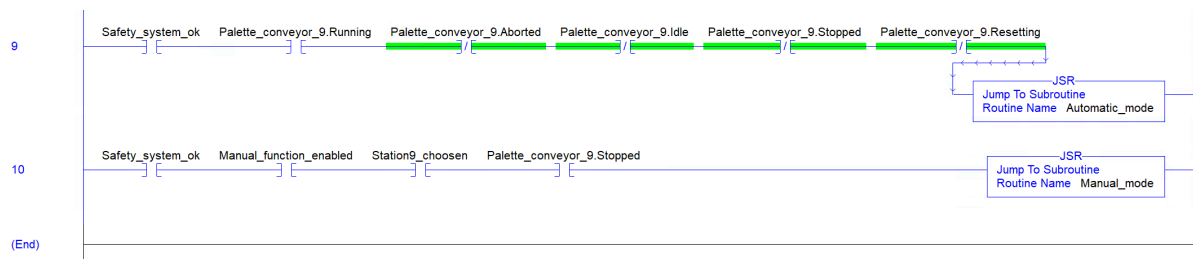 Safety_system_ok Palette_conveyor_9.Running Palette_conveyor_9.Aborted Palette_conveyor_9.Idle Palette_conveyor_9.Stopped Palette_conveyor_9.Resetting
9
JSR
Jump To Subroutine
Routine Name Automatic_mode
Safety_system_ok Manual_function_enabled Station9_choosen Palette_conveyor_9.Stopped
10
JSR
Jump To Subroutine
Routine Name Manual_mode
(End)